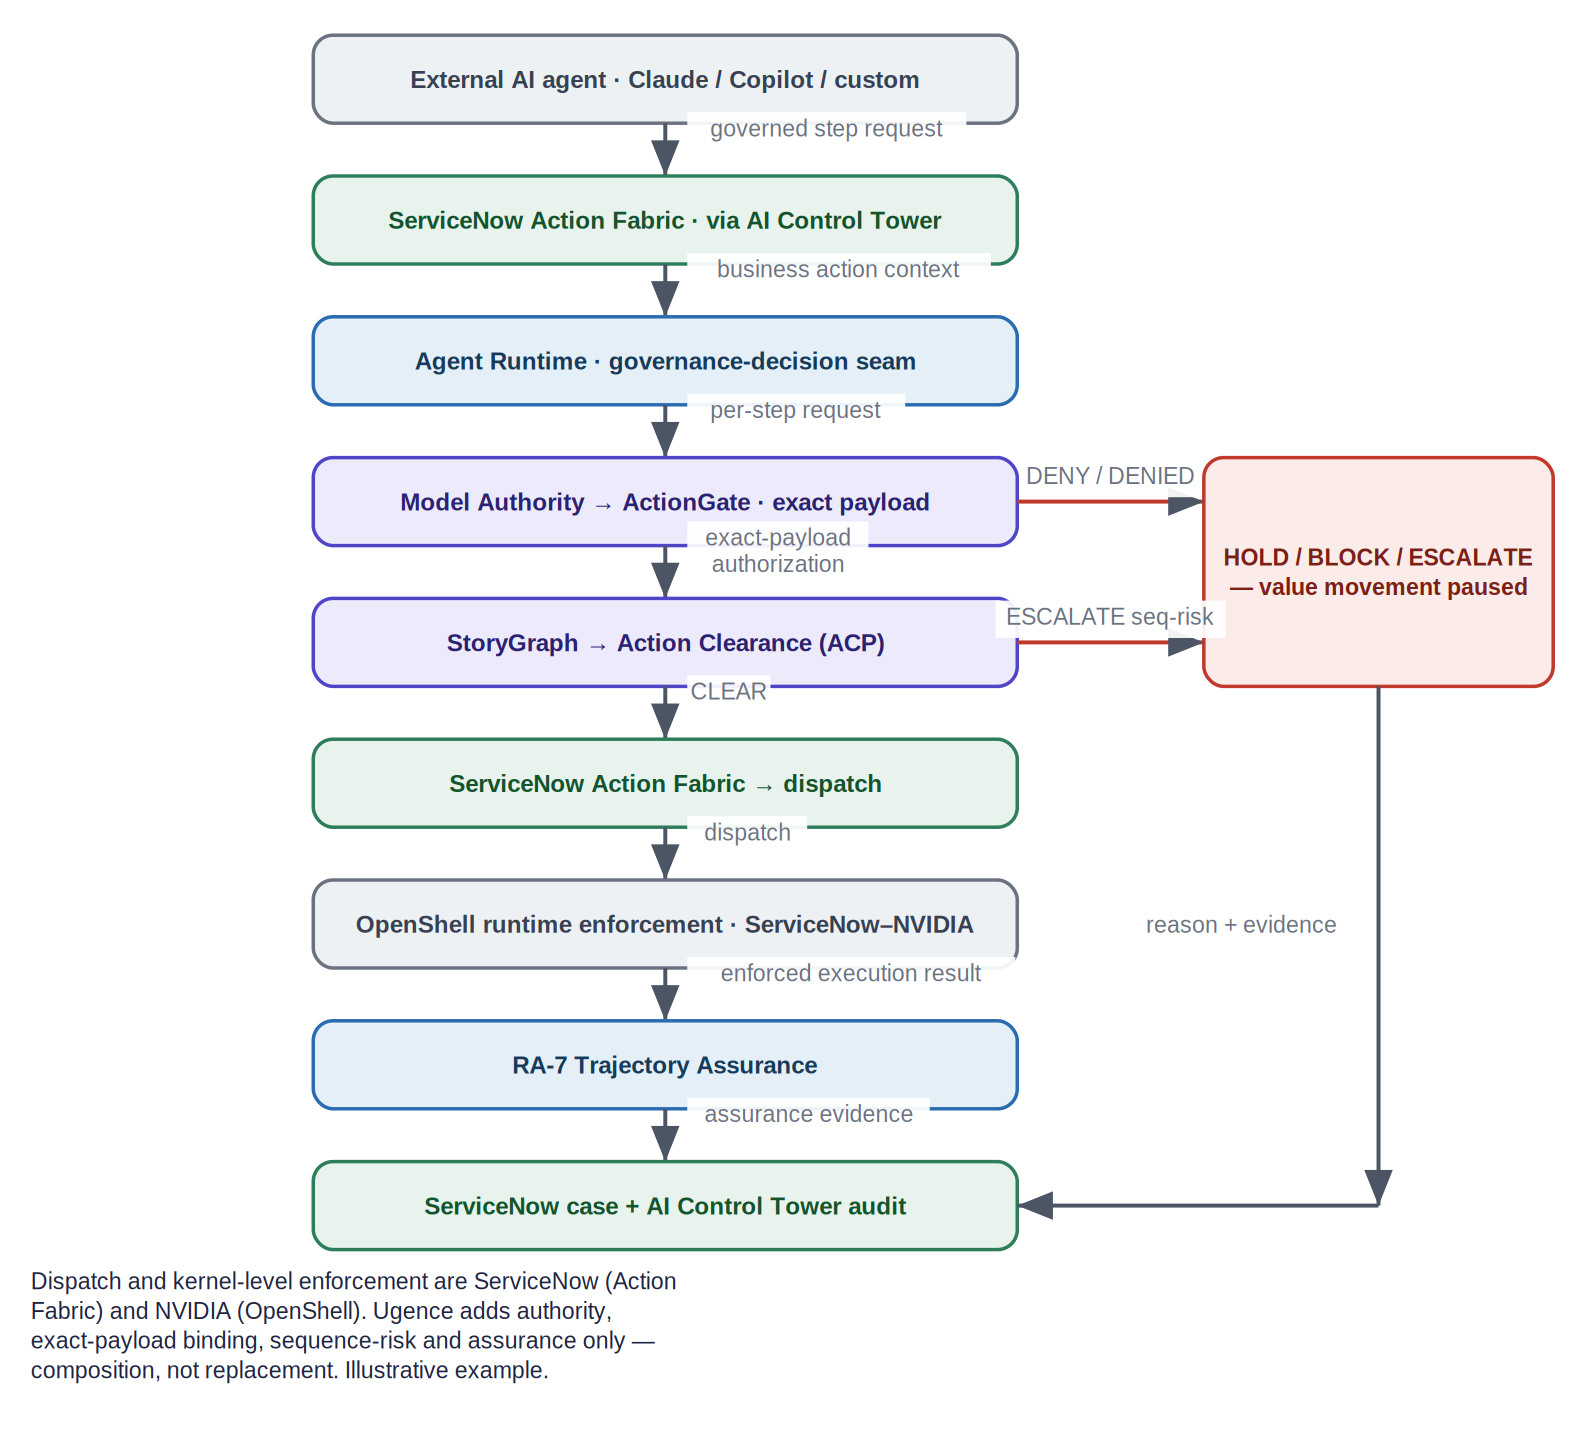 External AI agent · Claude / Copilot / custom
governed step request
ServiceNow Action Fabric · via AI Control Tower
business action context
Agent Runtime · governance-decision seam
per-step request
Model Authority → ActionGate · exact payload
DENY / DENIED
exact-payload
authorization
HOLD / BLOCK / ESCALATE
— value movement paused
StoryGraph → Action Clearance (ACP)
ESCALATE seq-risk
CLEAR
ServiceNow Action Fabric → dispatch
dispatch
OpenShell runtime enforcement · ServiceNow–NVIDIA
reason + evidence
enforced execution result
RA-7 Trajectory Assurance
assurance evidence
ServiceNow case + AI Control Tower audit
Dispatch and kernel-level enforcement are ServiceNow (Action
Fabric) and NVIDIA (OpenShell). Ugence adds authority,
exact-payload binding, sequence-risk and assurance only —
composition, not replacement. Illustrative example.